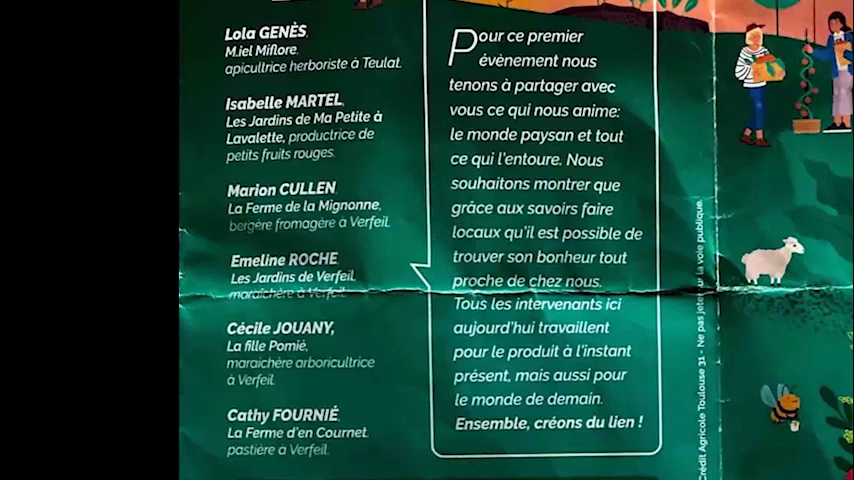 Lola GENÈS,
M.iel Miflore,
apicultrice herboriste à Teulat.
Isabelle MARTEL,
Les Jardins de Ma Petite à
Lavalette, productrice de
petits fruits rouges.
Marion CULLEN,
La Ferme de la Mignonne,
bergère fromagère à Verfeil.
Emeline ROCHE,
Les Jardins de Verfeil,
maraîchère à Verfeil.
Cécile JOUANY,
La fille Pomié,
maraichère arboricultrice
à Verfeil.
Cathy FOURNIÉ,
La Ferme d'en Cournet,
pastière à Verfeil.
Pour ce premier
évènement nous
tenons à partager avec
vous ce qui nous anime:
le monde paysan et tout
ce qui l'entoure. Nous
souhaitons montrer que
grâce aux savoirs faire
locaux qu'il est possible de
trouver son bonheur tout
proche de chez nous.
Tous les intervenants ici
aujourd'hui travaillent
pour le produit à l'instant
présent, mais aussi pour
le monde de demain.
Ensemble, créons du lien !
Crédit Agricole Toulouse 31 - Ne pas jeter sur la voie publique.